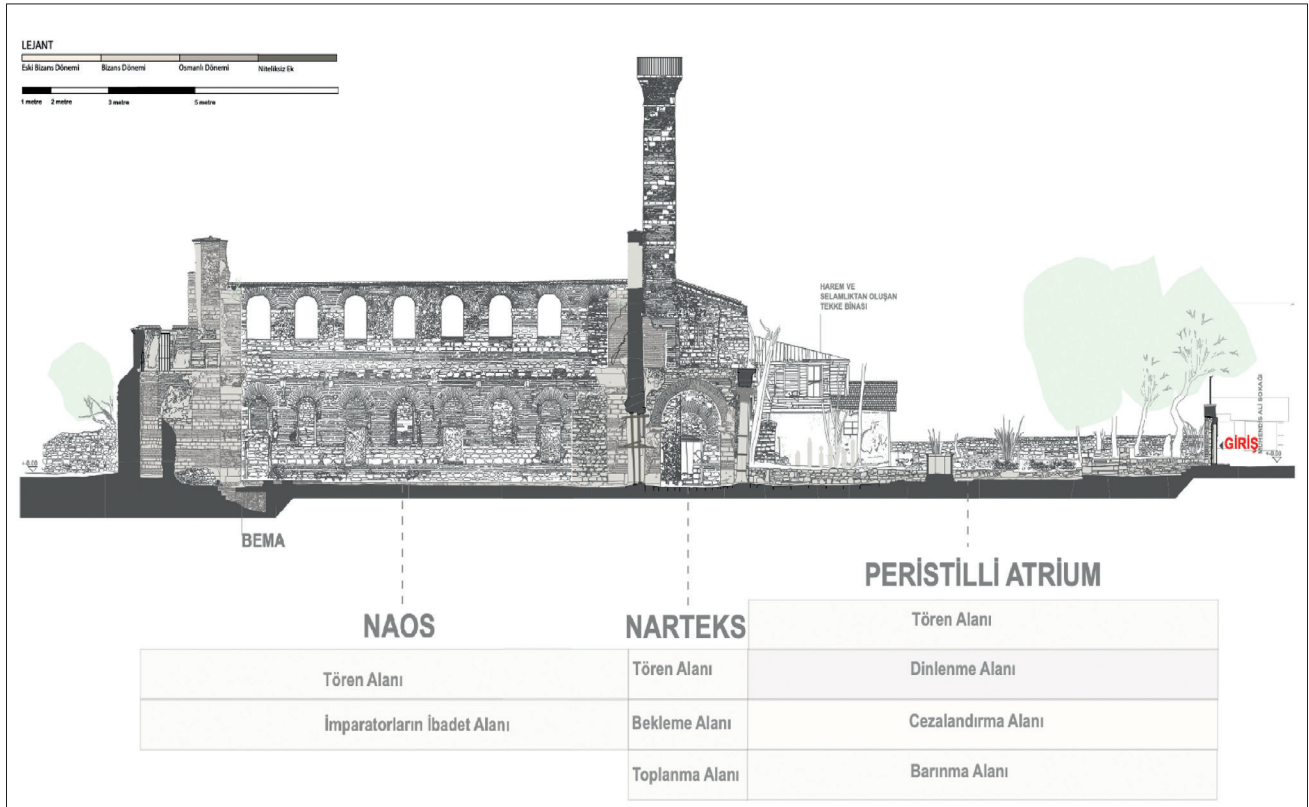 LEJANT
Eski Bizans Dönemi Bizans Dönemi Osmanlı Dönemi Niteliksiz Ek
1 metre 2 metre 3 metre 5 metre
HAREM VE
SELAMLIKTAN OLUŞAN
TEKKE BİNASI
ALİ SOKAĞI
GİRİŞ
BEMA
PERİSTİLLİ ATRİUM
NAOS NARTEKS
Tören Alanı
Tören Alanı Tören Alanı Dinlenme Alanı
İmparatorların İbadet Alanı Bekleme Alanı Cezalandırma Alanı
Toplanma Alanı Barınma Alanı